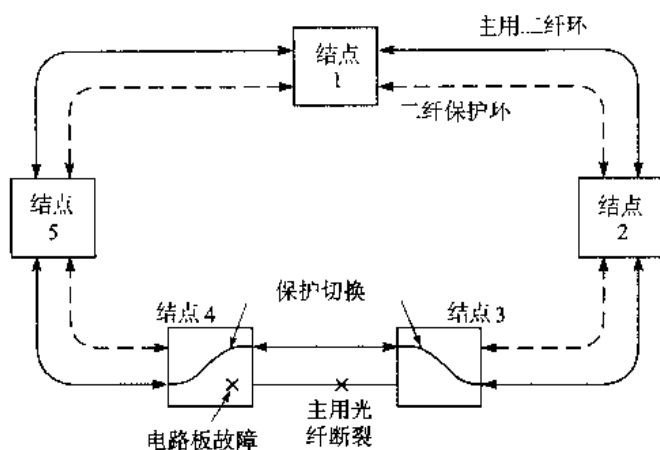 结点
1
主用二纤环
二纤保护环
结点
5
结点
2
保护切换
结点 4
结点 3
电路板故障
主用光
纤断裂